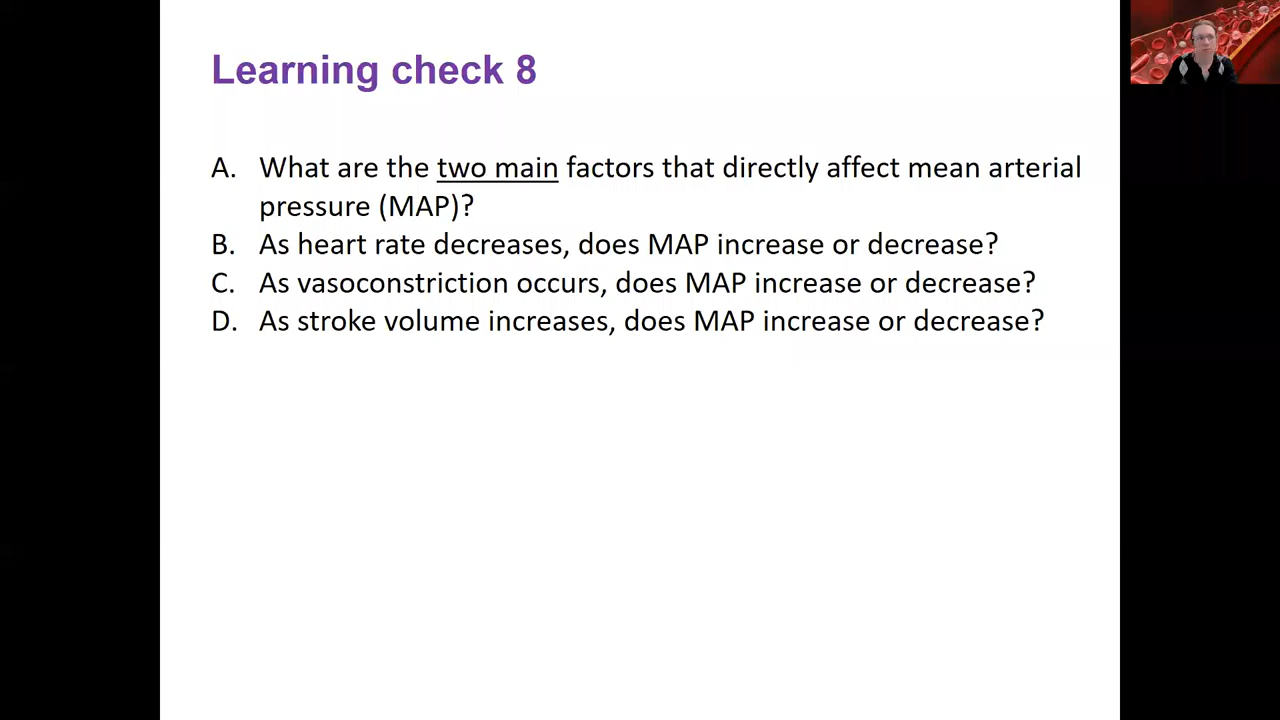 Learning check 8
A. What are the two main factors that directly affect mean arterial
pressure (MAP)?
B. As heart rate decreases, does MAP increase or decrease?
C. As vasoconstriction occurs, does MAP increase or decrease?
D. As stroke volume increases, does MAP increase or decrease?